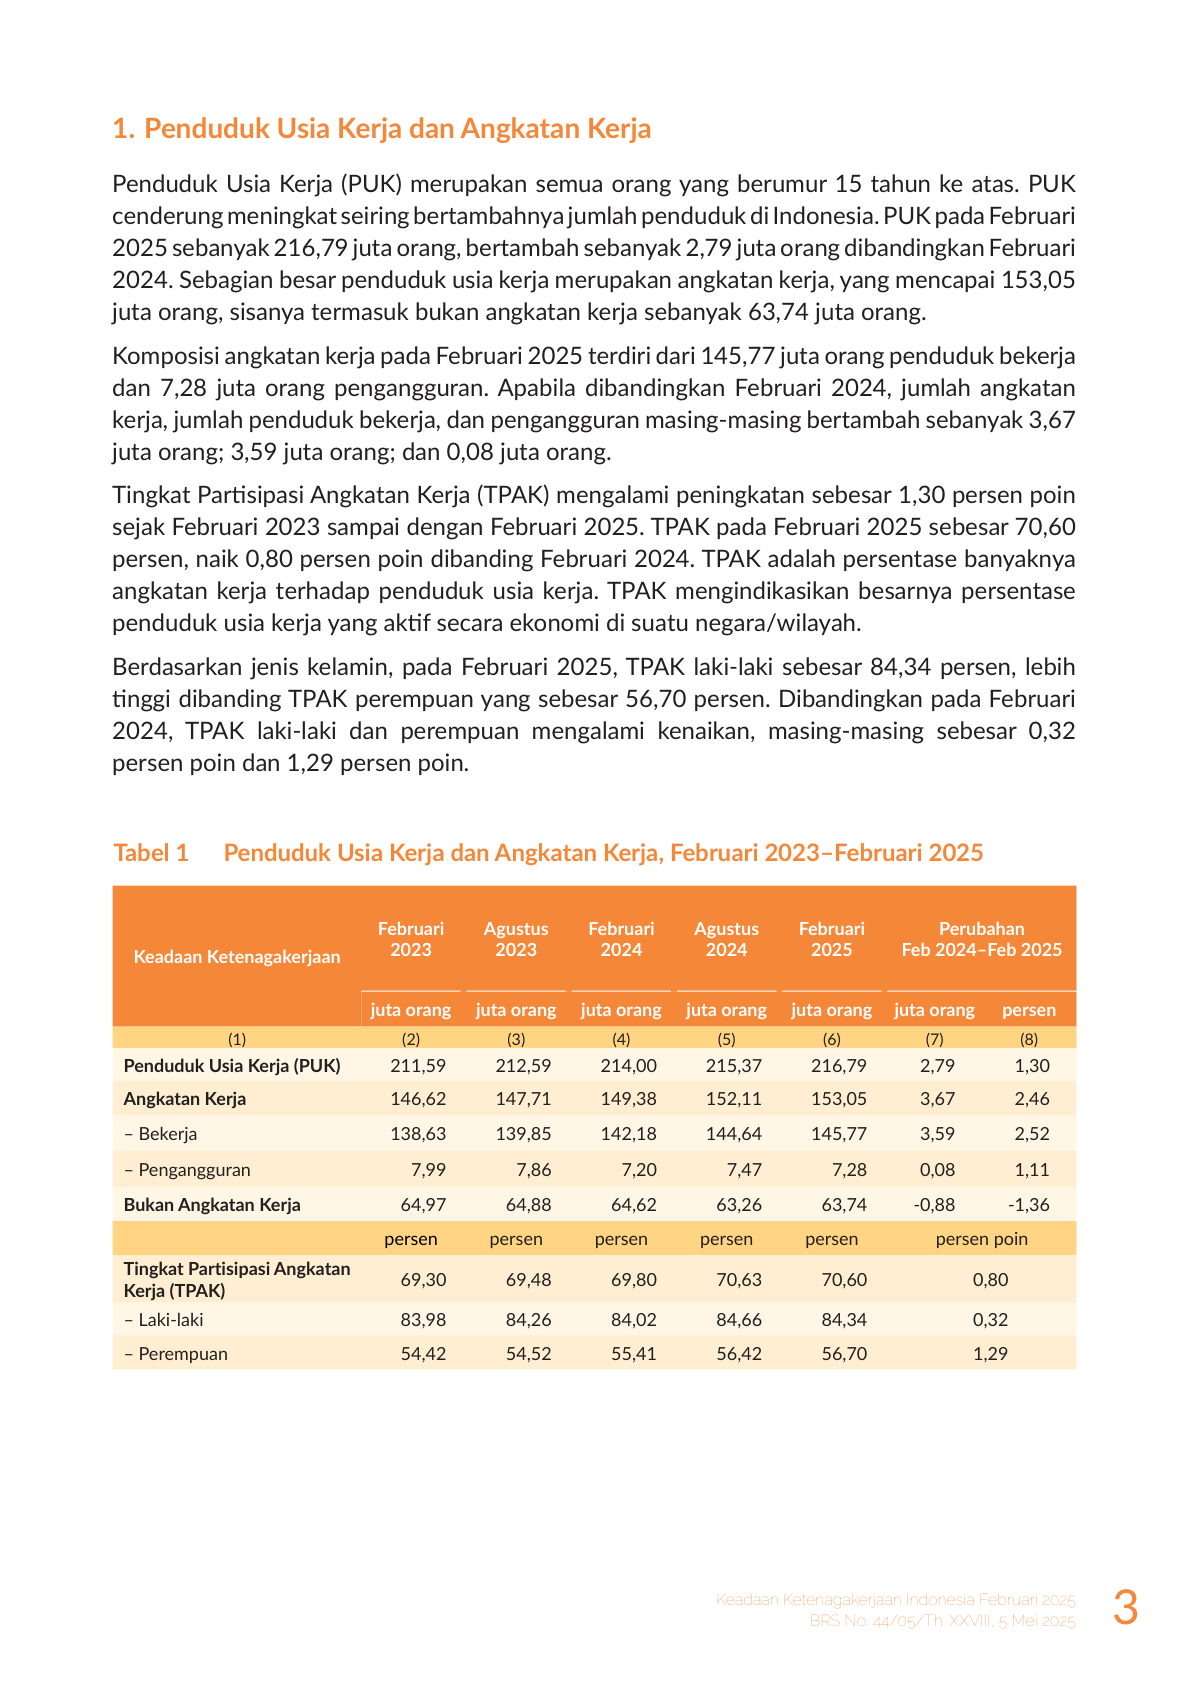 1. Penduduk Usia Kerja dan Angkatan Kerja
Penduduk Usia Kerja (PUK) merupakan semua orang yang berumur 15 tahun ke atas. PUK
cenderung meningkat seiring bertambahnya jumlah penduduk di Indonesia. PUK pada Februari
2025 sebanyak 216,79 juta orang, bertambah sebanyak 2,79 juta orang dibandingkan Februari
2024. Sebagian besar penduduk usia kerja merupakan angkatan kerja, yang mencapai 153,05
juta orang, sisanya termasuk bukan angkatan kerja sebanyak 63,74 juta orang.
Komposisi angkatan kerja pada Februari 2025 terdiri dari 145,77 juta orang penduduk bekerja
dan 7,28 juta orang pengangguran. Apabila dibandingkan Februari 2024, jumlah angkatan
kerja, jumlah penduduk bekerja, dan pengangguran masing-masing bertambah sebanyak 3,67
juta orang; 3,59 juta orang; dan 0,08 juta orang.
Tingkat Partisipasi Angkatan Kerja (TPAK) mengalami peningkatan sebesar 1,30 persen poin
sejak Februari 2023 sampai dengan Februari 2025. TPAK pada Februari 2025 sebesar 70,60
persen, naik 0,80 persen poin dibanding Februari 2024. TPAK adalah persentase banyaknya
angkatan kerja terhadap penduduk usia kerja. TPAK mengindikasikan besarnya persentase
penduduk usia kerja yang aktif secara ekonomi di suatu negara/wilayah.
Berdasarkan jenis kelamin, pada Februari 2025, TPAK laki-laki sebesar 84,34 persen, lebih
tinggi dibanding TPAK perempuan yang sebesar 56,70 persen. Dibandingkan pada Februari
2024, TPAK laki-laki dan perempuan mengalami kenaikan, masing-masing sebesar 0,32
persen poin dan 1,29 persen poin.
Tabel 1 Penduduk Usia Kerja dan Angkatan Kerja, Februari 2023–Februari 2025
Keadaan Ketenagakerjaan
Februari Agustus Februari Agustus Februari Perubahan
2023 2023 2024 2024 2025 Feb 2024–Feb 2025
juta orang juta orang juta orang juta orang juta orang juta orang persen
(1) (2) (3) (4) (5) (6) (7) (8)
Penduduk Usia Kerja (PUK) 211,59 212,59 214,00 215,37 216,79 2,79 1,30
Angkatan Kerja 146,62 147,71 149,38 152,11 153,05 3,67 2,46
– Bekerja 138,63 139,85 142,18 144,64 145,77 3,59 2,52
– Pengangguran 7,99 7,86 7,20 7,47 7,28 0,08 1,11
Bukan Angkatan Kerja 64,97 64,88 64,62 63,26 63,74 -0,88 -1,36
persen persen persen persen persen persen poin
Tingkat Partisipasi Angkatan
Kerja (TPAK) 69,30 69,48 69,80 70,63 70,60 0,80
– Laki-laki 83,98 84,26 84,02 84,66 84,34 0,32
– Perempuan 54,42 54,52 55,41 56,42 56,70 1,29
Keadaan Ketenagakerjaan Indonesia Februari 2025
BRS No. 44/05/Th. XXVIII, 5 Mei 2025
3